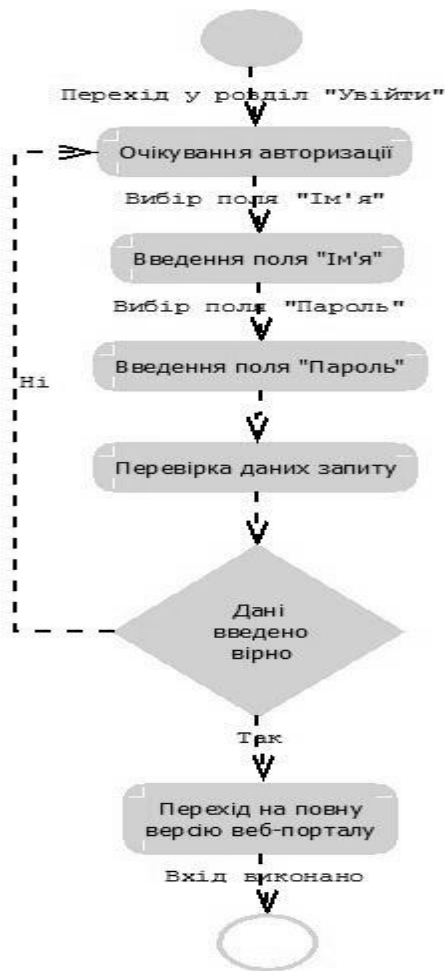 Перехід у розділ "Увійти"
Очікування авторизації
Вибір поля "Ім'я"
Введення поля "Ім'я"
Вибір поля "Пароль"
Введення поля "Пароль"
Ні
Перевірка даних запиту
Дані
введено
вірно
Так
Перехід на повну
версію веб-порталу
Вхід виконано